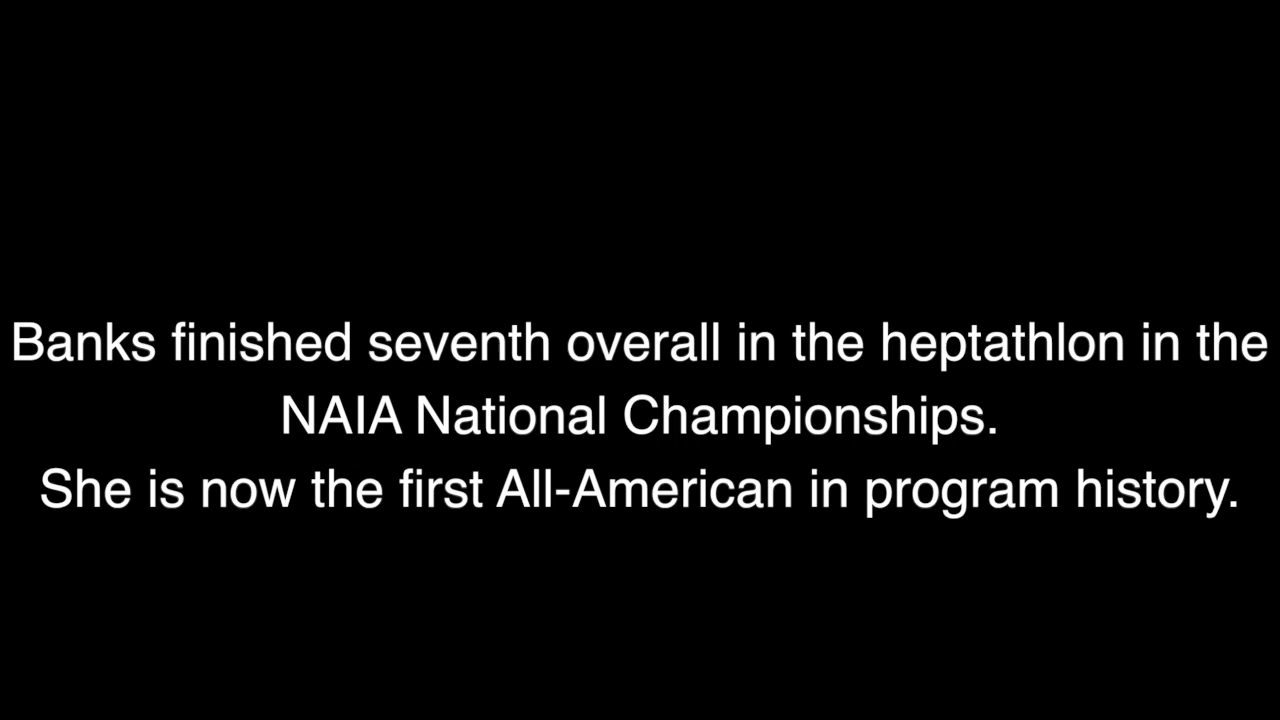 Banks finished seventh overall in the heptathlon in the
NAIA National Championships.
She is now the first All-American in program history.